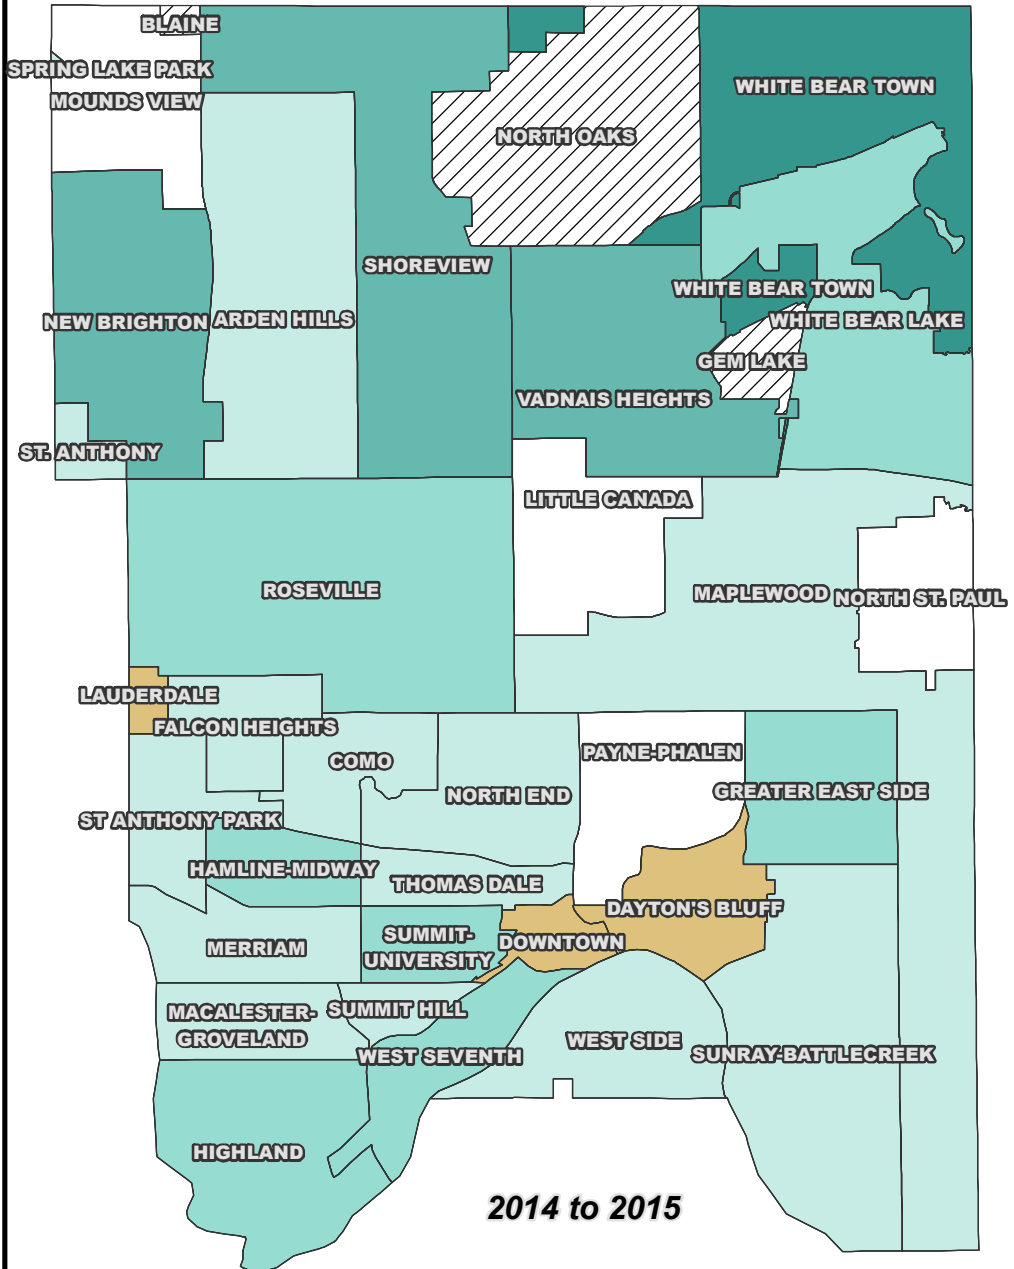 BLAINE
SPRING LAKE PARK
WHITE BEAR TOWN
MOUNDS VIEW
NORTH OAKS
SHOREVIEW
WHITE BEAR TOWN
NEW BRIGHTON
ARDEN HILLS
WHITE BEAR LAKE
GEM LAKE
VADNAIS HEIGHTS
ST. ANTHONY
LITTLE CANADA
ROSEVILLE
MAPLEWOOD
NORTH ST. PAUL
LAUDERDALE
FALCON HEIGHTS
COMO
PAYNE-PHALEN
NORTH END
GREATER EAST SIDE
ST ANTHONY PARK
HAMLINE-MIDWAY
THOMAS DALE
DAYTON'S BLUFF
MERRIAM
SUMMIT-
UNIVERSITY
DOWNTOWN
MACALESTER-
GROVELAND
SUMMIT HILL
WEST SEVENTH
WEST SIDE
SUNRAY-BATTLECREEK
HIGHLAND
2014 to 2015